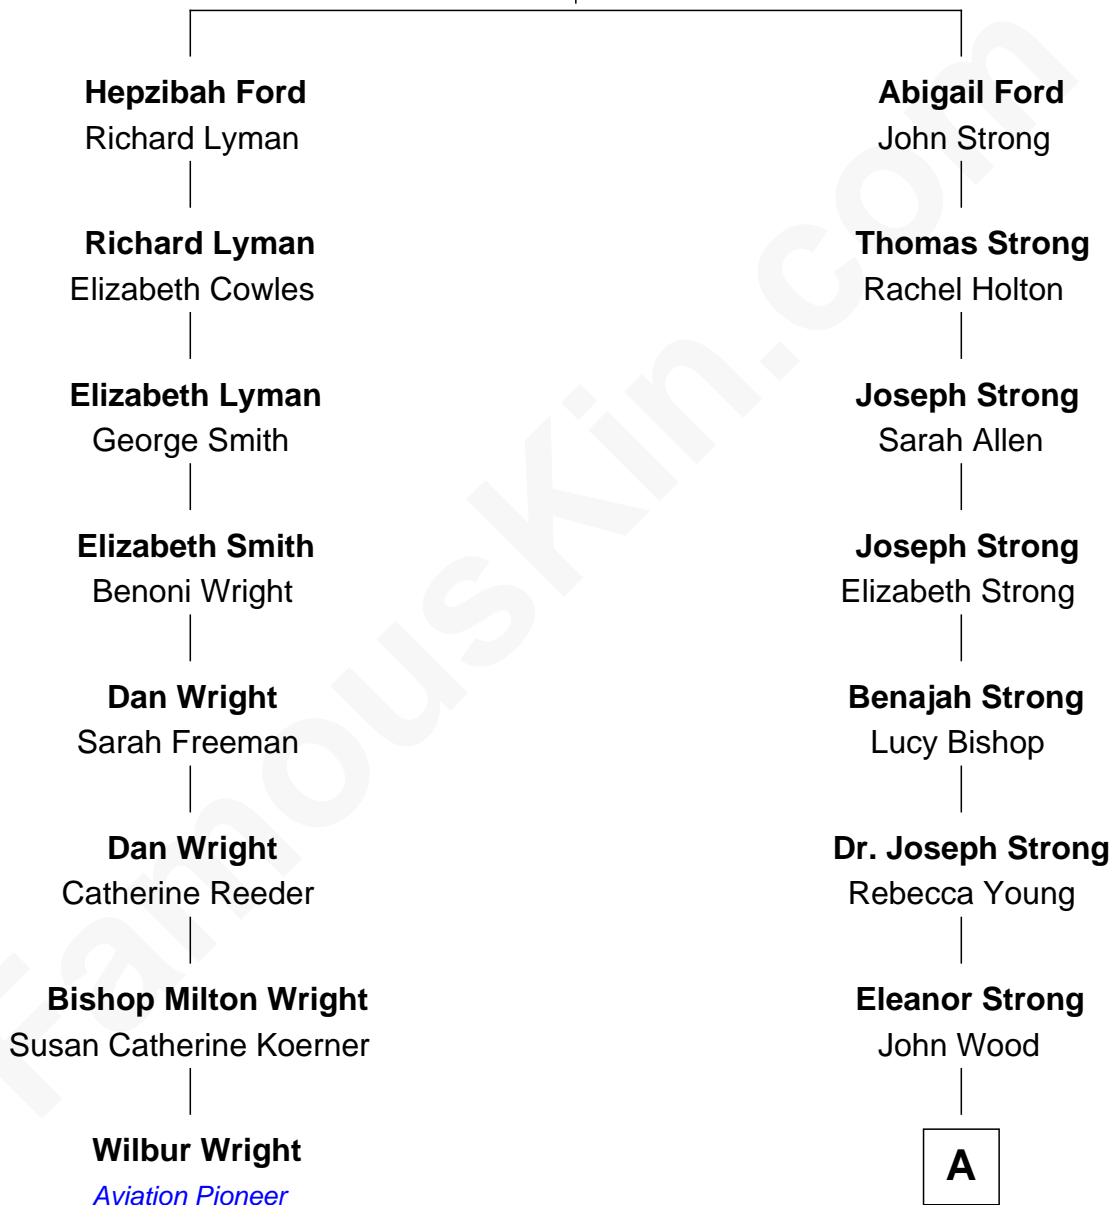 Hepzibah Ford
Richard Lyman
Richard Lyman
Elizabeth Cowles
Elizabeth Lyman
George Smith
Elizabeth Smith
Benoni Wright
Dan Wright
Sarah Freeman
Dan Wright
Catherine Reeder
Bishop Milton Wright
Susan Catherine Koerner
Wilbur Wright
Aviation Pioneer
Abigail Ford
John Strong
Thomas Strong
Rachel Holton
Joseph Strong
Sarah Allen
Joseph Strong
Elizabeth Strong
Benajah Strong
Lucy Bishop
Dr. Joseph Strong
Rebecca Young
Eleanor Strong
John Wood
A
FamousKin.com